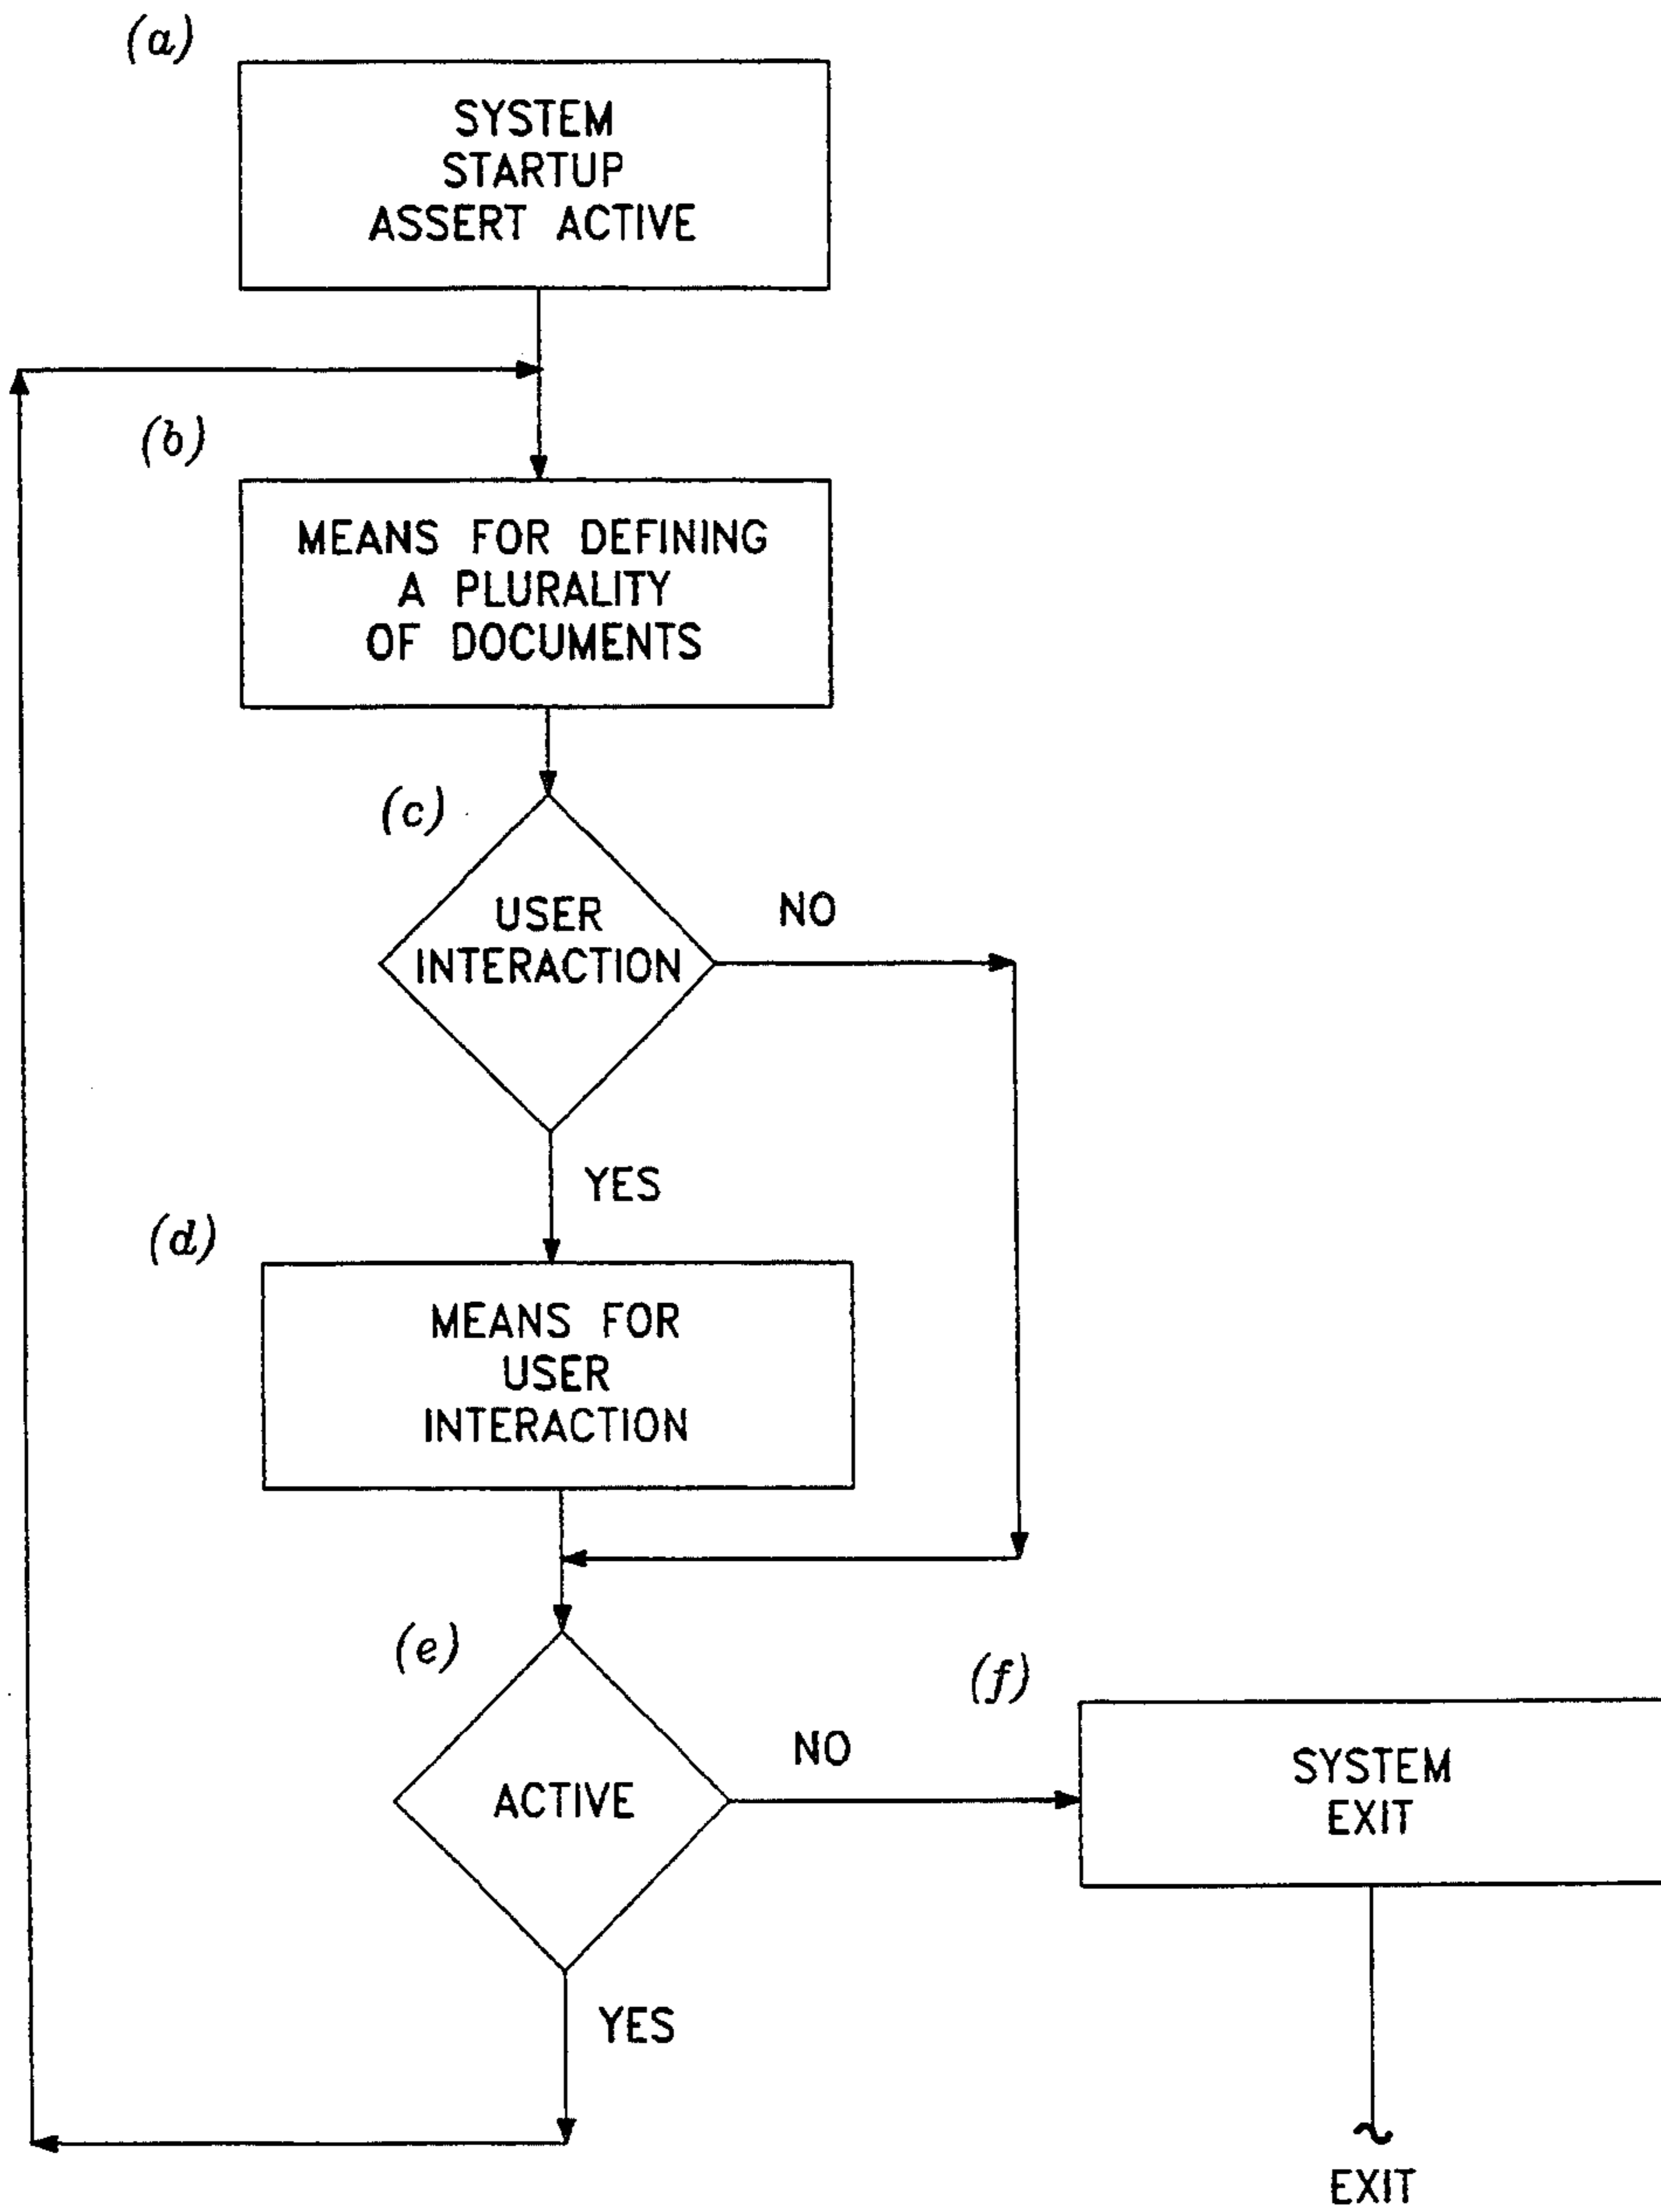 (a)
SYSTEM
STARTUP
ASSERT ACTIVE
(b)
MEANS FOR DEFINING
A PLURALITY
OF DOCUMENTS
(c)
USER
INTERACTION
NO
YES
(d)
MEANS FOR
USER
INTERACTION
(e)
ACTIVE
NO
(f)
SYSTEM
EXIT
YES
EXIT